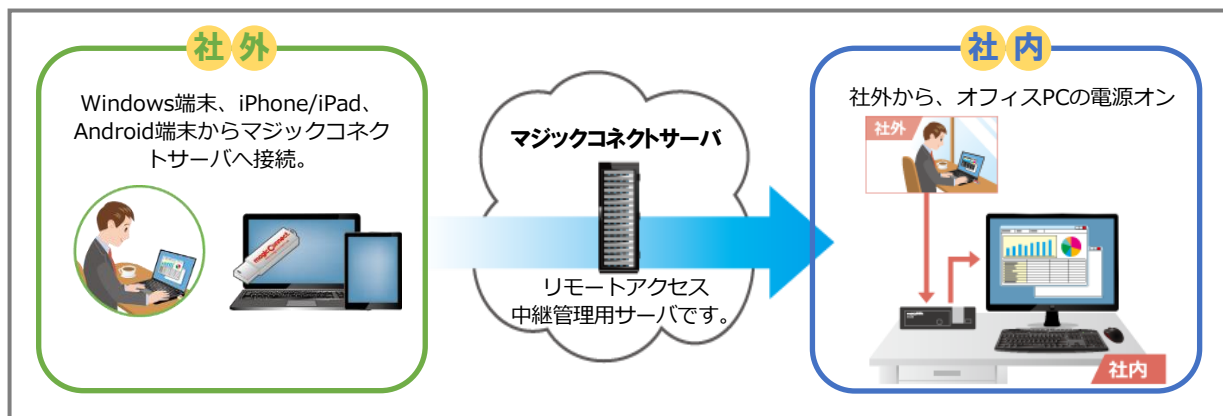 社外
Windows端末、iPhone/iPad、
Android端末からマジックコネク
トサーバへ接続。
magicConnect
マジックコネクトサーバ
リモートアクセス
中継管理用サーバです。
社内
社外から、オフィスPCの電源オン
社外
社内